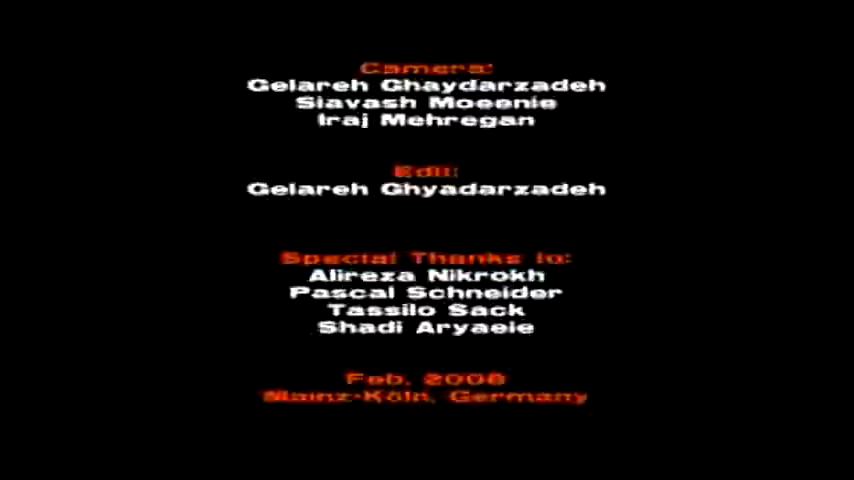 Camera:
Gelareh Ghaydarzadeh
Siavash Moeenie
Iraj Mehregan
Edit:
Gelareh Ghyadarzadeh
Special Thanks to:
Alireza Nikrokh
Pascal Schneider
Tassilo Sack
Shadi Aryaeie
Feb. 2008
Mainz-Köln, Germany